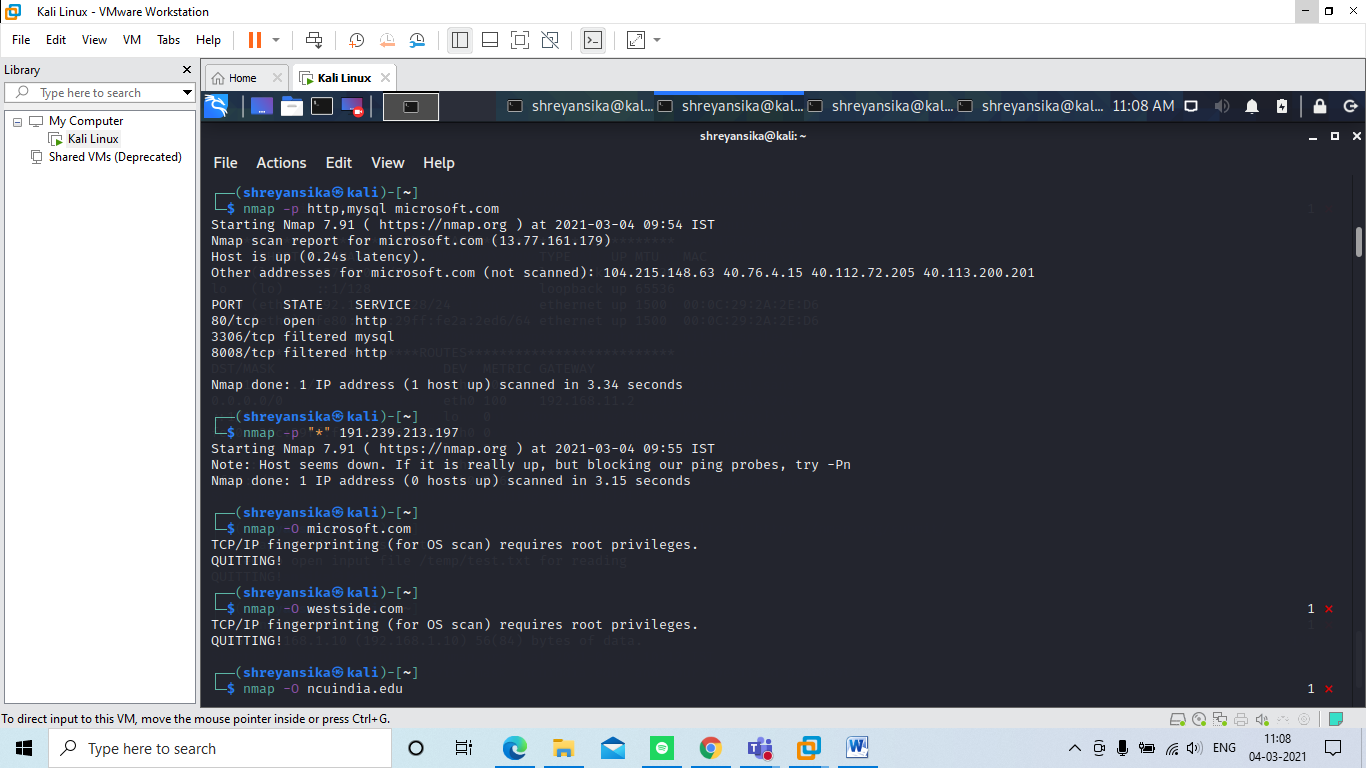 Kali Linux - VMware Workstation
File Edit View VM Tabs Help
Library
Type here to search
My Computer
Kali Linux
Shared VMs (Deprecated)
Home Kali Linux
shreyansika@kal... shreyansika@kal... shreyansika@kal... shreyansika@kal... 11:08 AM
shreyansika@kali: ~
File Actions Edit View Help
┌──(shreyansika㉿kali)-[~]
└─$ nmap -p http,mysql microsoft.com
Starting Nmap 7.91 ( https://nmap.org ) at 2021-03-04 09:54 IST
Nmap scan report for microsoft.com (13.77.161.179)
Host is up (0.24s latency).
Other addresses for microsoft.com (not scanned): 104.215.148.63 40.76.4.15 40.112.72.205 40.113.200.201
PORT STATE SERVICE
80/tcp open http
3306/tcp filtered mysql
8008/tcp filtered http
Nmap done: 1 IP address (1 host up) scanned in 3.34 seconds
┌──(shreyansika㉿kali)-[~]
└─$ nmap -p "*" 191.239.213.197
Starting Nmap 7.91 ( https://nmap.org ) at 2021-03-04 09:55 IST
Note: Host seems down. If it is really up, but blocking our ping probes, try -Pn
Nmap done: 1 IP address (0 hosts up) scanned in 3.15 seconds
┌──(shreyansika㉿kali)-[~]
└─$ nmap -O microsoft.com
TCP/IP fingerprinting (for OS scan) requires root privileges.
QUITTING!
┌──(shreyansika㉿kali)-[~]
└─$ nmap -O westside.com 1 ×
TCP/IP fingerprinting (for OS scan) requires root privileges.
QUITTING!
┌──(shreyansika㉿kali)-[~]
└─$ nmap -O ncuindia.edu 1 ×
To direct input to this VM, move the mouse pointer inside or press Ctrl+G.
Type here to search
ENG
11:08
04-03-2021